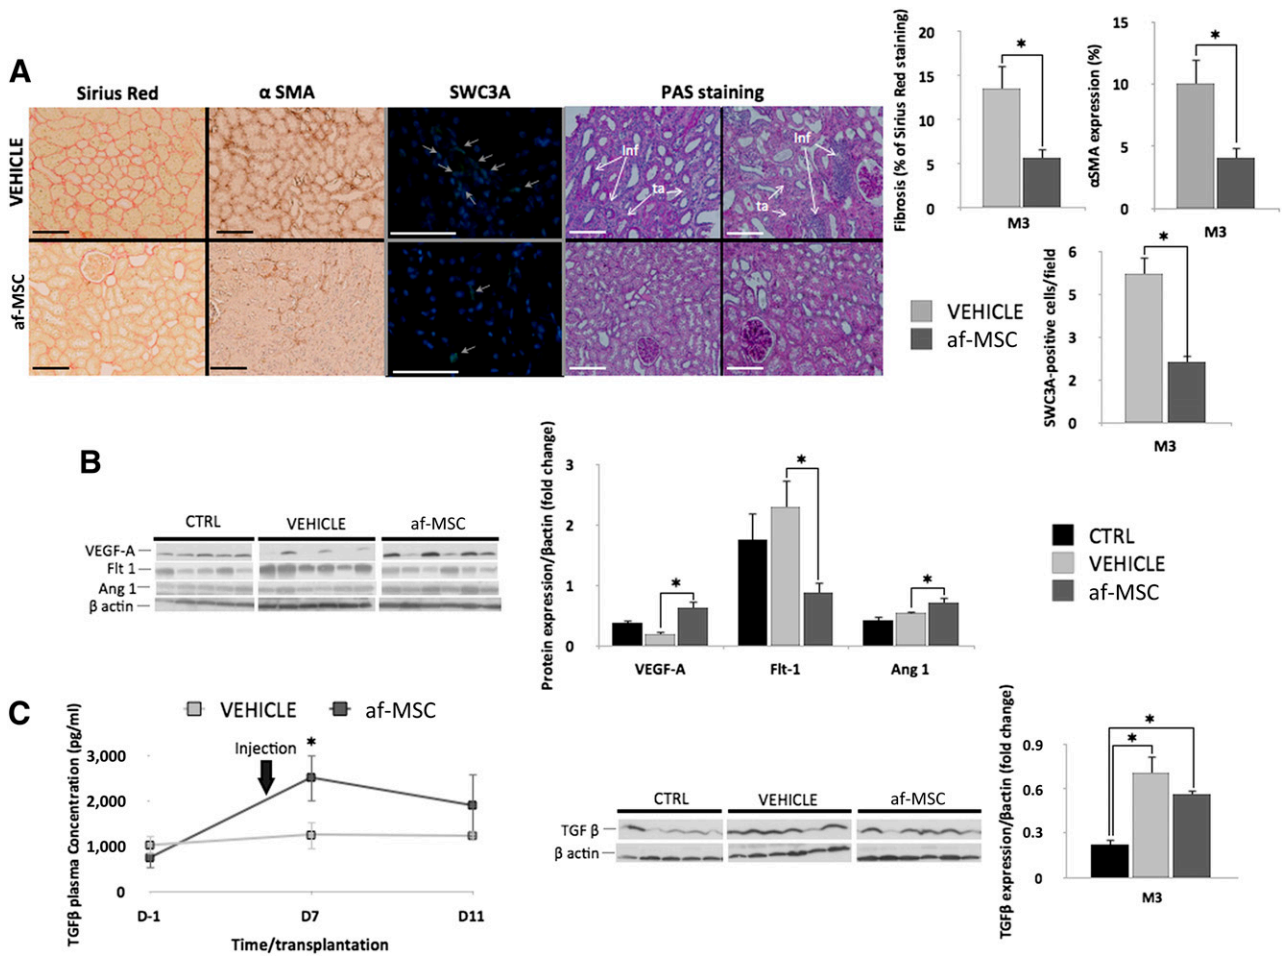 A
Sirius Red
α SMA
SWC3A
PAS staining
VEHICLE
af-MSC
Inf
ta
Inf
ta
Fibrosis (% of Sirius Red staining)
20
15
10
5
0
*
M3
αSMA expression (%)
15
10
5
0
*
M3
VEHICLE
af-MSC
SWC3A-positive cells/field
6
5
3
2
0
*
M3
B
CTRL
VEHICLE
af-MSC
VEGF-A
Flt 1
Ang 1
β actin
Protein expression/βactin (fold change)
3
2
1
0
*
*
*
VEGF-A
Flt-1
Ang 1
CTRL
VEHICLE
af-MSC
C
VEHICLE
af-MSC
TGFβ plasma Concentration (pg/ml)
3,000
2,000
1,000
0
Injection
*
D-1
D7
D11
Time/transplantation
CTRL
VEHICLE
af-MSC
TGF β
β actin
TGFβ expression/βactin (fold change)
0.9
0.6
0.3
0
*
*
M3